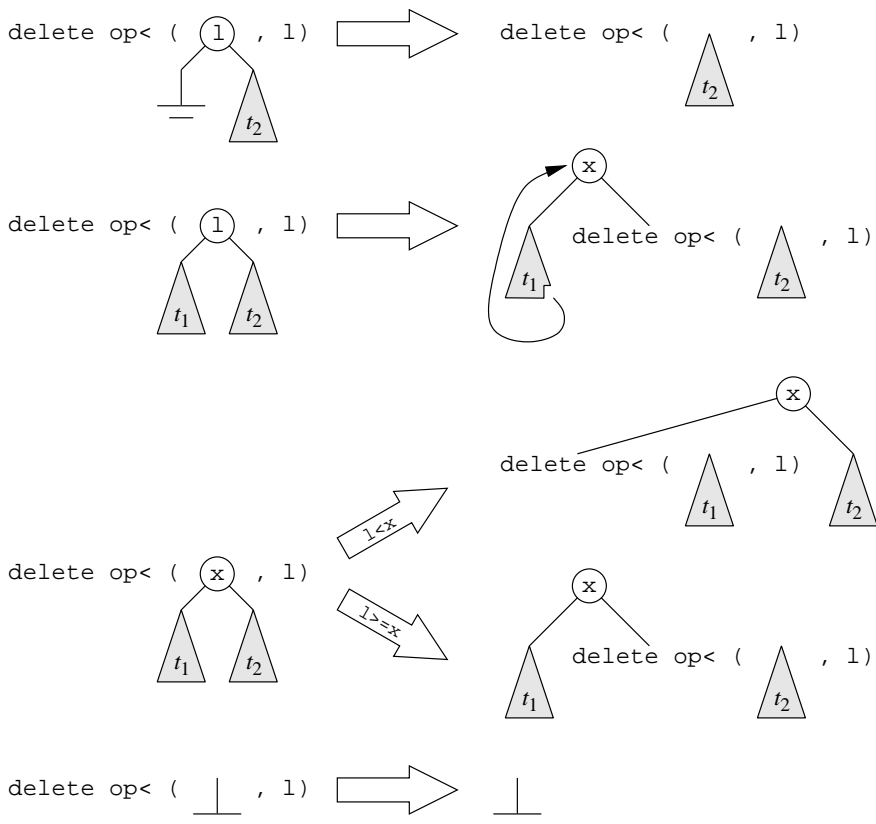 delete op< ( l , l) delete op< ( , l)
t2 t2
x
delete op< ( l , l) delete op< ( , l)
t1 t2 t1 t2
x
delete op< ( , l)
t1 t2
l<x
delete op< ( x , l) x
l>=x
delete op< ( , l)
t1 t2 t1 t2
delete op< ( , l)